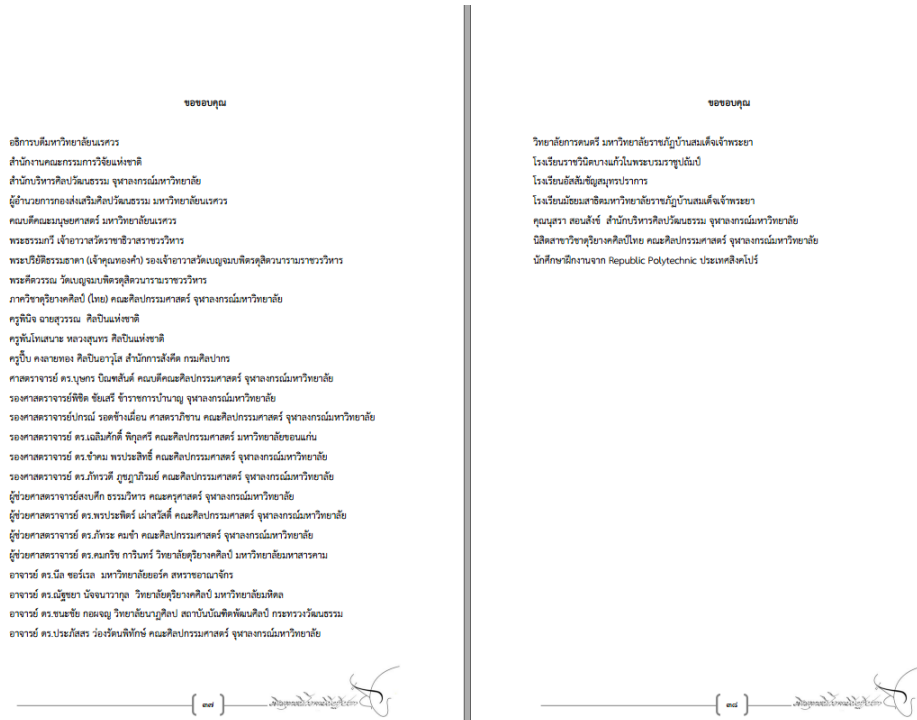 ขอขอบคุณ
อธิการบดีมหาวิทยาลัยนเรศวร
สำนักงานคณะกรรมการวิจัยแห่งชาติ
สำนักบริหารศิลปวัฒนธรรม จุฬาลงกรณ์มหาวิทยาลัย
ผู้อำนวยการกองส่งเสริมศิลปวัฒนธรรม มหาวิทยาลัยนเรศวร
คณบดีคณะมนุษยศาสตร์ มหาวิทยาลัยนเรศวร
พระธรรมกวี เจ้าอาวาสวัดราชาธิวาสราชวรวิหาร
พระปริยัติธรรมธาดา (เจ้าคุณทองคำ) รองเจ้าอาวาสวัดเบญจมบพิตรดุสิตวนารามราชวรวิหาร
พระคีตวรรณ วัดเบญจมบพิตรดุสิตวนารามราชวรวิหาร
ภาควิชาดุริยางคศิลป์ (ไทย) คณะศิลปกรรมศาสตร์ จุฬาลงกรณ์มหาวิทยาลัย
ครูพินิจ ฉายสุวรรณ ศิลปินแห่งชาติ
ครูพันโทเสนาะ หลวงสุนทร ศิลปินแห่งชาติ
ครูปี๊บ คงลายทอง ศิลปินอาวุโส สำนักการสังคีต กรมศิลปากร
ศาสตราจารย์ ดร.บุษกร บิณฑสันต์ คณบดีคณะศิลปกรรมศาสตร์ จุฬาลงกรณ์มหาวิทยาลัย
รองศาสตราจารย์พิชิต ชัยเสรี ข้าราชการบำนาญ จุฬาลงกรณ์มหาวิทยาลัย
รองศาสตราจารย์ปกรณ์ รอดช้างเผื่อน ศาสตราภิชาน คณะศิลปกรรมศาสตร์ จุฬาลงกรณ์มหาวิทยาลัย
รองศาสตราจารย์ ดร.เฉลิมศักดิ์ พิกุลศรี คณะศิลปกรรมศาสตร์ มหาวิทยาลัยขอนแก่น
รองศาสตราจารย์ ดร.ขำคม พรประสิทธิ์ คณะศิลปกรรมศาสตร์ จุฬาลงกรณ์มหาวิทยาลัย
รองศาสตราจารย์ ดร.ภัทรวดี ภูชฎาภิรมย์ คณะศิลปกรรมศาสตร์ จุฬาลงกรณ์มหาวิทยาลัย
ผู้ช่วยศาสตราจารย์สงบศึก ธรรมวิหาร คณะครุศาสตร์ จุฬาลงกรณ์มหาวิทยาลัย
ผู้ช่วยศาสตราจารย์ ดร.พรประพิตร์ เผ่าสวัสดิ์ คณะศิลปกรรมศาสตร์ จุฬาลงกรณ์มหาวิทยาลัย
ผู้ช่วยศาสตราจารย์ ดร.ภัทระ คมขำ คณะศิลปกรรมศาสตร์ จุฬาลงกรณ์มหาวิทยาลัย
ผู้ช่วยศาสตราจารย์ ดร.คมกริช การินทร์ วิทยาลัยดุริยางคศิลป์ มหาวิทยาลัยมหาสารคาม
อาจารย์ ดร.นีล ซอร์เรล มหาวิทยาลัยยอร์ค สหราชอาณาจักร
อาจารย์ ดร.ณัฐชยา นัจจนาวากุล วิทยาลัยดุริยางคศิลป์ มหาวิทยาลัยมหิดล
อาจารย์ ดร.ชนะชัย กอผจญ วิทยาลัยนาฏศิลป สถาบันบัณฑิตพัฒนศิลป์ กระทรวงวัฒนธรรม
อาจารย์ ดร.ประภัสสร ว่องรัตนพิทักษ์ คณะศิลปกรรมศาสตร์ จุฬาลงกรณ์มหาวิทยาลัย
๓๗
ขอขอบคุณ
วิทยาลัยการดนตรี มหาวิทยาลัยราชภัฏบ้านสมเด็จเจ้าพระยา
โรงเรียนราชวินิตบางแก้วในพระบรมราชูปถัมป์
โรงเรียนอัสสัมชัญสมุทรปราการ
โรงเรียนมัธยมสาธิตมหาวิทยาลัยราชภัฏบ้านสมเด็จเจ้าพระยา
คุณนุสรา สอนสังข์ สำนักบริหารศิลปวัฒนธรรม จุฬาลงกรณ์มหาวิทยาลัย
นิสิตสาขาวิชาดุริยางคศิลป์ไทย คณะศิลปกรรมศาสตร์ จุฬาลงกรณ์มหาวิทยาลัย
นักศึกษาฝึกงานจาก Republic Polytechnic ประเทศสิงคโปร์
๓๘